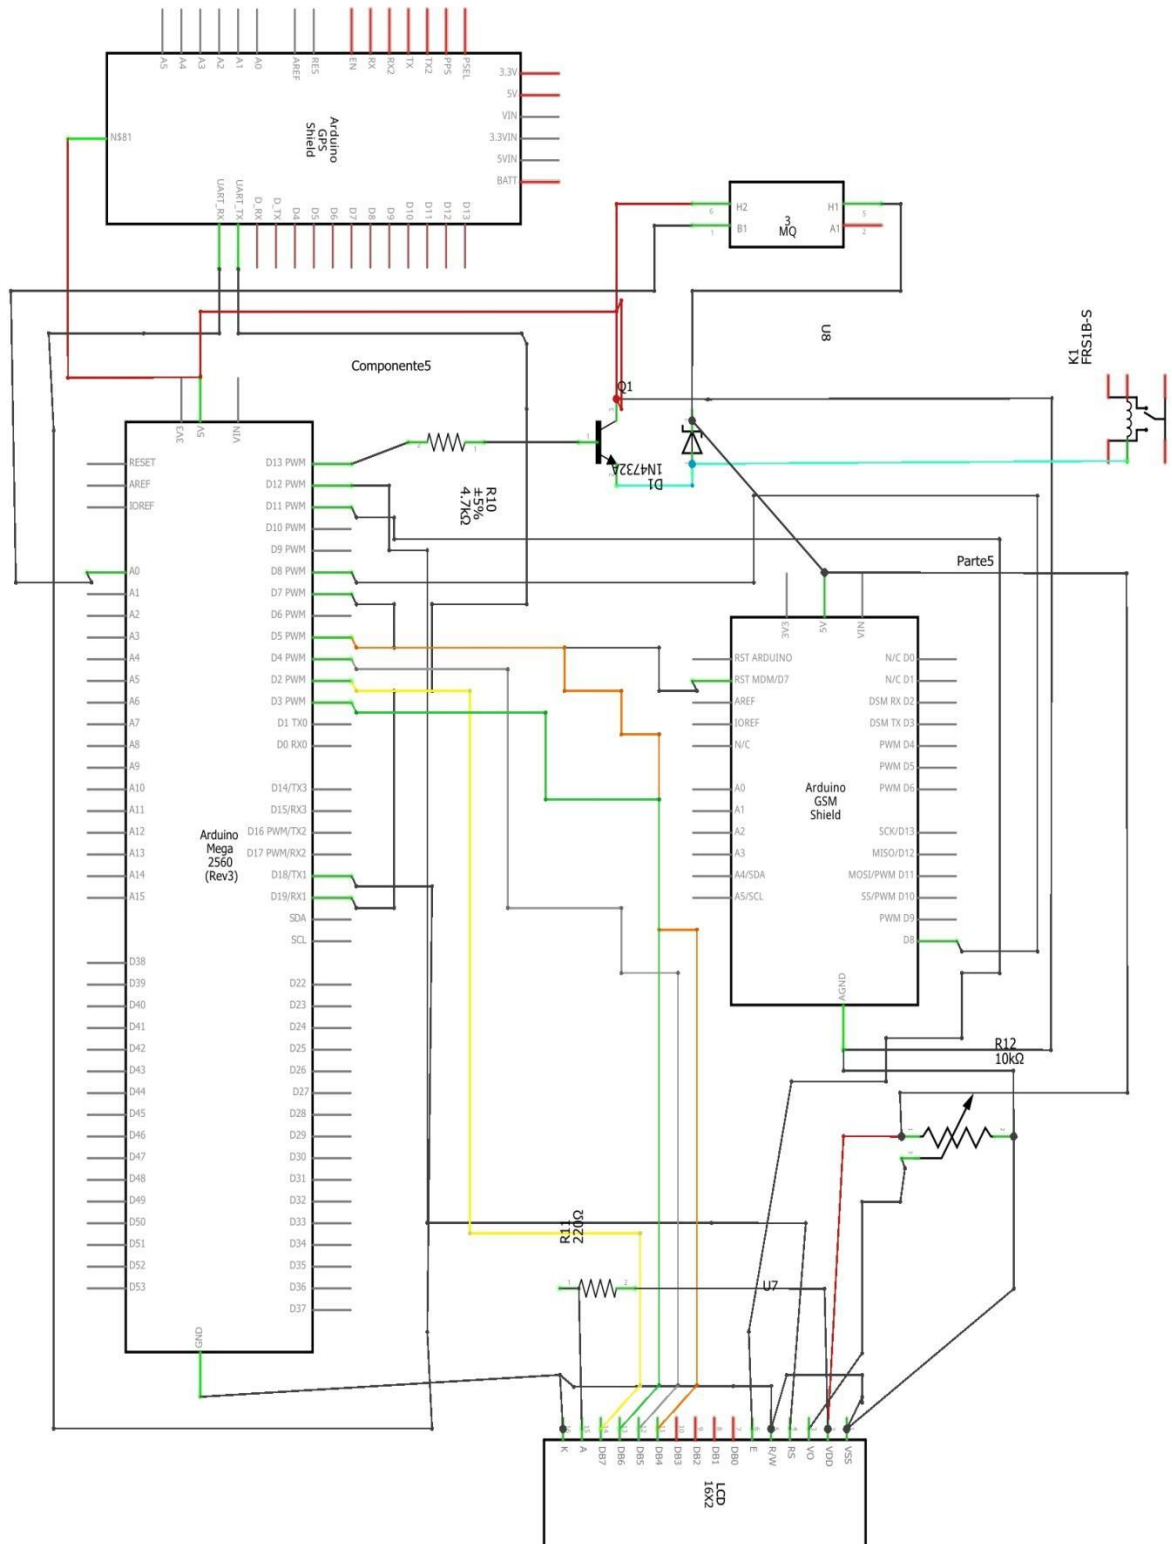 A5
A4
A3
A2
A1
A0
AREF
RES
EN
RX
RX2
TX
TX2
PPS
PSEL
3.3V
5V
VIN
3.3VIN
5VIN
BATT
N$81
Arduino
GPS
Shield
UART_RX
UART_TX
D_RX
D_TX
D4
D5
D6
D7
D8
D9
D10
D11
D12
D13
H2
6
B1
1
3
MQ
H1
5
A1
2
U8
K1
FRS1B-S
Componente5
Q1
1N4732A
D1
R10
±5%
4.7kΩ
2
1
3V3
5V
VIN
RESET
AREF
IOREF
A0
A1
A2
A3
A4
A5
A6
A7
A8
A9
A10
A11
A12
A13
A14
A15
D38
D39
D40
D41
D42
D43
D44
D45
D46
D47
D48
D49
D50
D51
D52
D53
Arduino
Mega
2560
(Rev3)
D13 PWM
D12 PWM
D11 PWM
D10 PWM
D9 PWM
D8 PWM
D7 PWM
D6 PWM
D5 PWM
D4 PWM
D2 PWM
D3 PWM
D1 TX0
D0 RX0
D14/TX3
D15/RX3
D16 PWM/TX2
D17 PWM/RX2
D18/TX1
D19/RX1
SDA
SCL
D22
D23
D24
D25
D26
D27
D28
D29
D30
D31
D32
D33
D34
D35
D36
D37
GND
Parte5
3V3
5V
VIN
RST ARDUINO
RST MDM/D7
AREF
IOREF
N/C
A0
A1
A2
A3
A4/SDA
A5/SCL
Arduino
GSM
Shield
N/C D0
N/C D1
DSM RX D2
DSM TX D3
PWM D4
PWM D5
PWM D6
SCK/D13
MISO/D12
MOSI/PWM D11
SS/PWM D10
PWM D9
D8
AGND
R12
10kΩ
R11
220Ω
1
2
U7
K
A
DB7
DB6
DB5
DB4
DB3
DB2
DB1
DB0
E
R/W
RS
VO
VDD
VSS
LCD
16X2